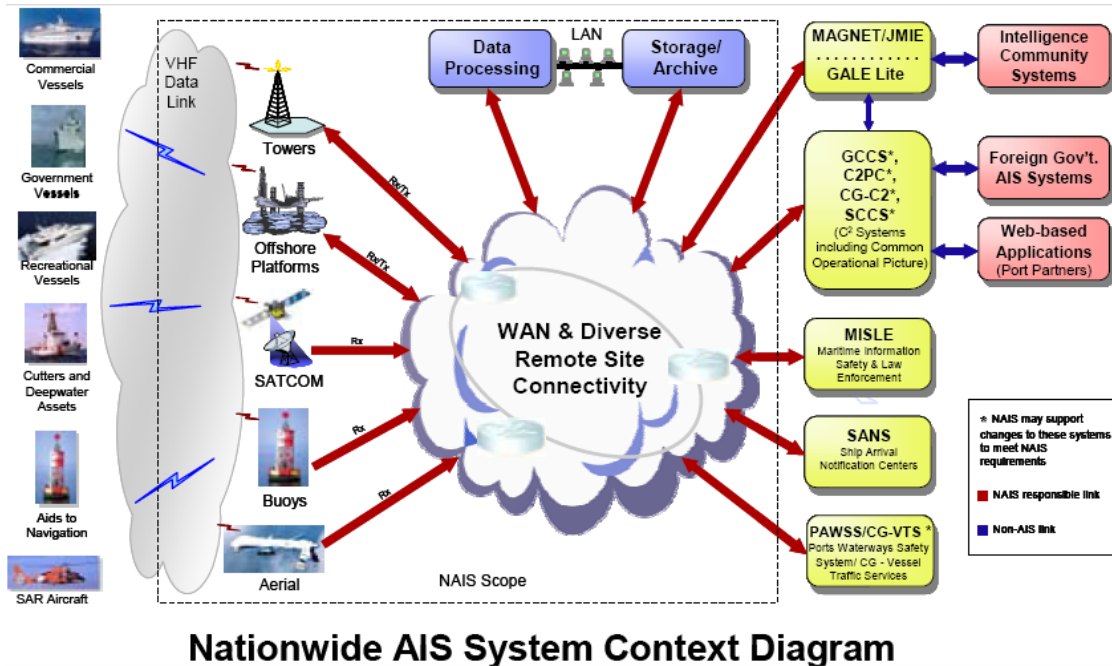 Commercial
Vessels
Government
Vessels
Recreational
Vessels
Cutters and
Deepwater
Assets
Aids to
Navigation
SAR Aircraft
VHF
Data
Link
Towers
Offshore
Platforms
SATCOM
Buoys
Aerial
Rx/Tx
Rx/Tx
Rx
Rx
Rx
Data
Processing
LAN
Storage/
Archive
WAN & Diverse
Remote Site
Connectivity
NAIS Scope
MAGNET/JMIE
............
GALE Lite
GCCS*,
C2PC*,
CG-C2*,
SCCS*
(C² Systems
including Common
Operational Picture)
MISLE
Maritime Information
Safety & Law
Enforcement
SANS
Ship Arrival
Notification Centers
PAWSS/CG-VTS *
Ports Waterways Safety
System/ CG - Vessel
Traffic Services
Intelligence
Community
Systems
Foreign Gov't.
AIS Systems
Web-based
Applications
(Port Partners)
* NAIS may support
changes to these systems
to meet NAIS
requirements
NAIS responsible link
Non-AIS link
Nationwide AIS System Context Diagram